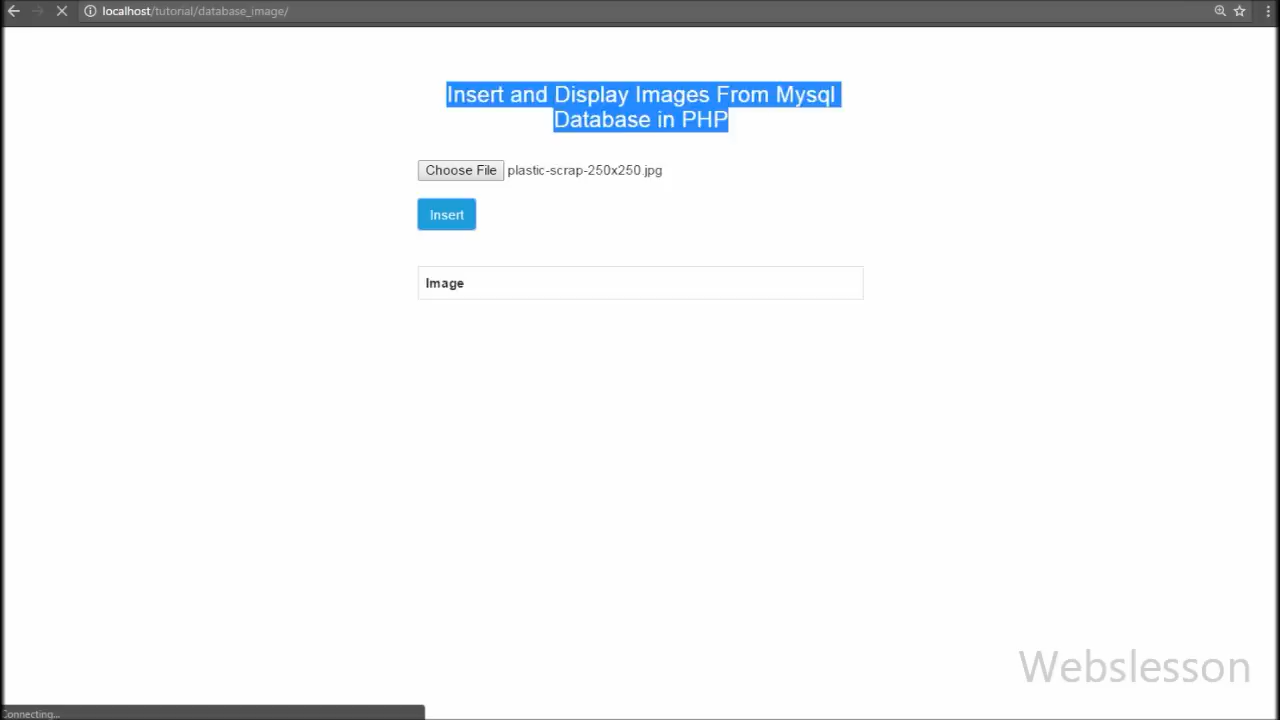 localhost/tutorial/database_image/
Insert and Display Images From Mysql
Database in PHP
Choose File plastic-scrap-250x250.jpg
Insert
Image
Webslesson
Connecting...